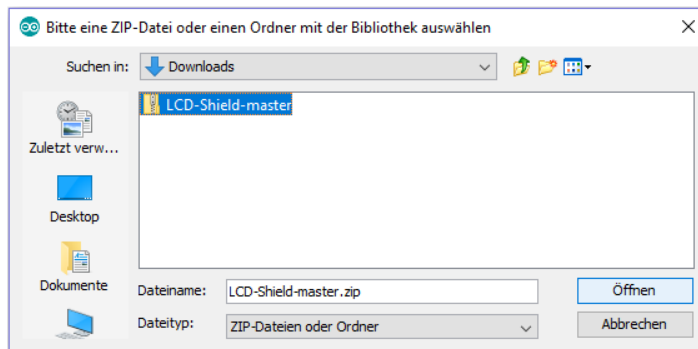 Bitte eine ZIP-Datei oder einen Ordner mit der Bibliothek auswählen
Suchen in:
Downloads
LCD-Shield-master
Zuletzt verw...
Desktop
Dokumente
Dateiname:
LCD-Shield-master.zip
Öffnen
Dateityp:
ZIP-Dateien oder Ordner
Abbrechen